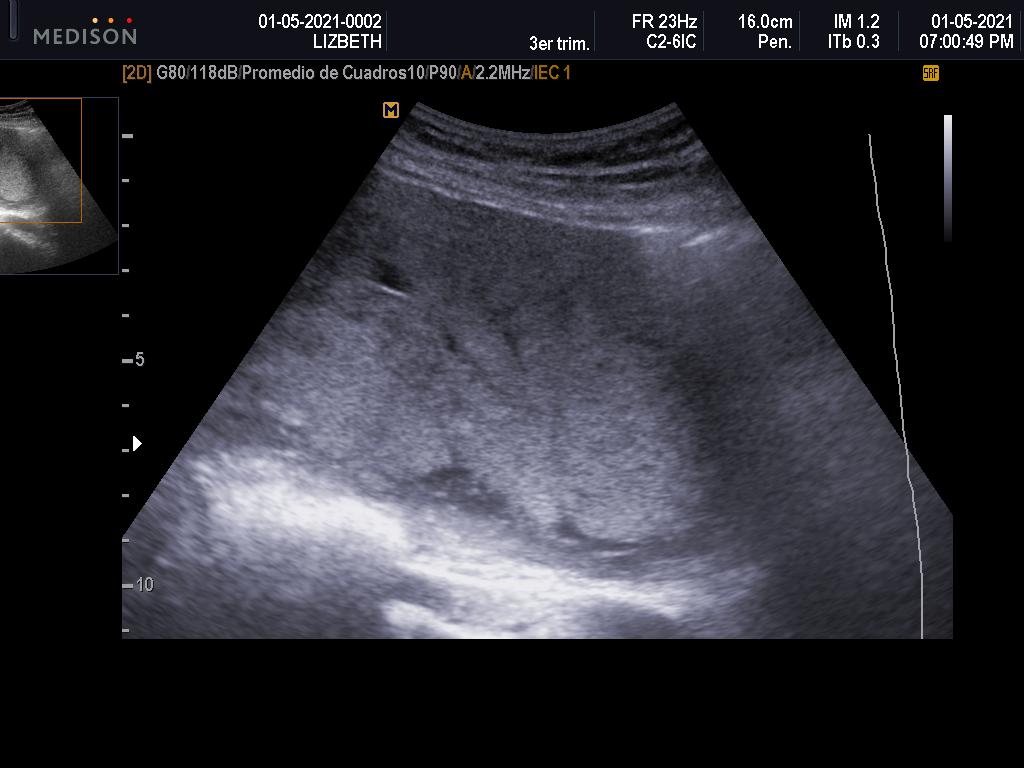 MEDISON
01-05-2021-0002
LIZBETH
3er trim.
FR 23Hz
C2-6IC
16.0cm
Pen.
IM 1.2
ITb 0.3
01-05-2021
07:00:49 PM
[2D] G80/118dB/Promedio de Cuadros10/P90/A/2.2MHz/IEC 1
SRF
M
5
10